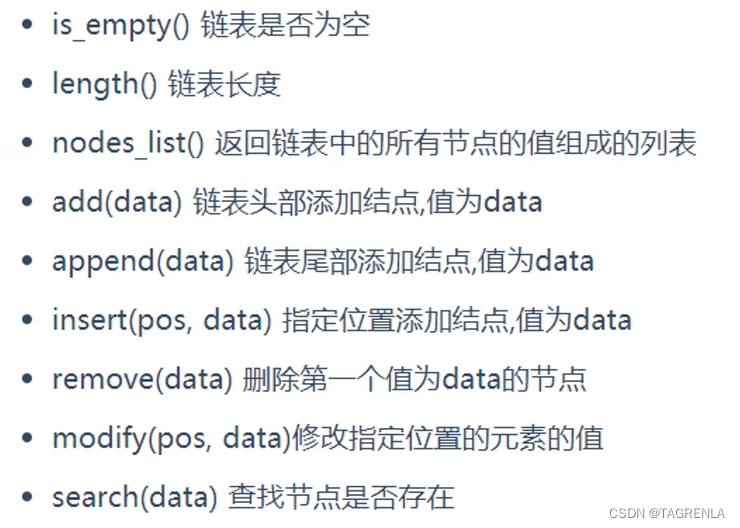 • is_empty() 链表是否为空
• length() 链表长度
• nodes_list() 返回链表中的所有节点的值组成的列表
• add(data) 链表头部添加结点,值为data
• append(data) 链表尾部添加结点,值为data
• insert(pos, data) 指定位置添加结点,值为data
• remove(data) 删除第一个值为data的节点
• modify(pos, data)修改指定位置的元素的值
• search(data) 查找节点是否存在
CSDN @TAGRENLA